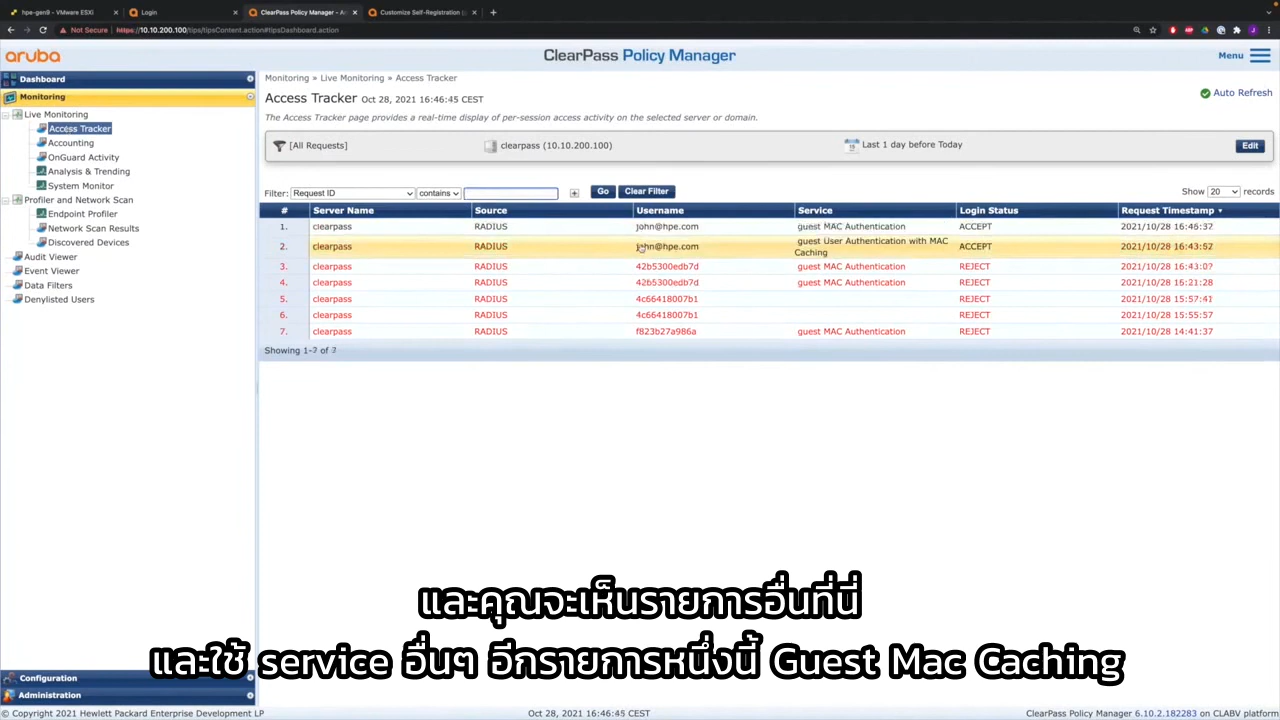 hpe-gen9 - VMware ESXi
Login
ClearPass Policy Manager - A
Customize Self-Registration
Not Secure
https://10.10.200.100/tips/tipsContent.action#tipsDashboard.action
aruba
ClearPass Policy Manager
Menu
Dashboard
Monitoring
Live Monitoring
Access Tracker
Accounting
OnGuard Activity
Analysis & Trending
System Monitor
Profiler and Network Scan
Endpoint Profiler
Network Scan Results
Discovered Devices
Audit Viewer
Event Viewer
Data Filters
Denylisted Users
Configuration
Administration
Monitoring » Live Monitoring » Access Tracker
Access Tracker Oct 28, 2021 16:46:45 CEST
Auto Refresh
The Access Tracker page provides a real-time display of per-session access activity on the selected server or domain.
[All Requests] clearpass (10.10.200.100) Last 1 day before Today Edit
Filter: Request ID contains Go Clear Filter Show 20 records
# Server Name Source Username Service Login Status Request Timestamp
1. clearpass RADIUS john@hpe.com guest MAC Authentication ACCEPT 2021/10/28 16:46:37
2. clearpass RADIUS john@hpe.com guest User Authentication with MAC Caching ACCEPT 2021/10/28 16:43:52
3. clearpass RADIUS 42b5300edb7d guest MAC Authentication REJECT 2021/10/28
4. clearpass RADIUS 42b5300edb7d guest MAC Authentication REJECT 2021/10/28 16:21:28
5. clearpass RADIUS 4c66418007b1 REJECT 2021/10/28 15:57:41
6. clearpass RADIUS 4c66418007b1 REJECT 2021/10/28 15:55:57
7. clearpass RADIUS f823b27a986a guest MAC Authentication REJECT 2021/10/28 14:41:37
Showing 1-7 of 7
และคุณจะเห็นรายการอื่นที่นี่
และใช้ service อื่นๆ อีกรายการหนึ่งนี้ Guest Mac Caching
© Copyright 2021 Hewlett Packard Enterprise Development LP
Oct 28, 2021 16:46:45 CEST
ClearPass Policy Manager 6.10.2.182283 on CLABV platform